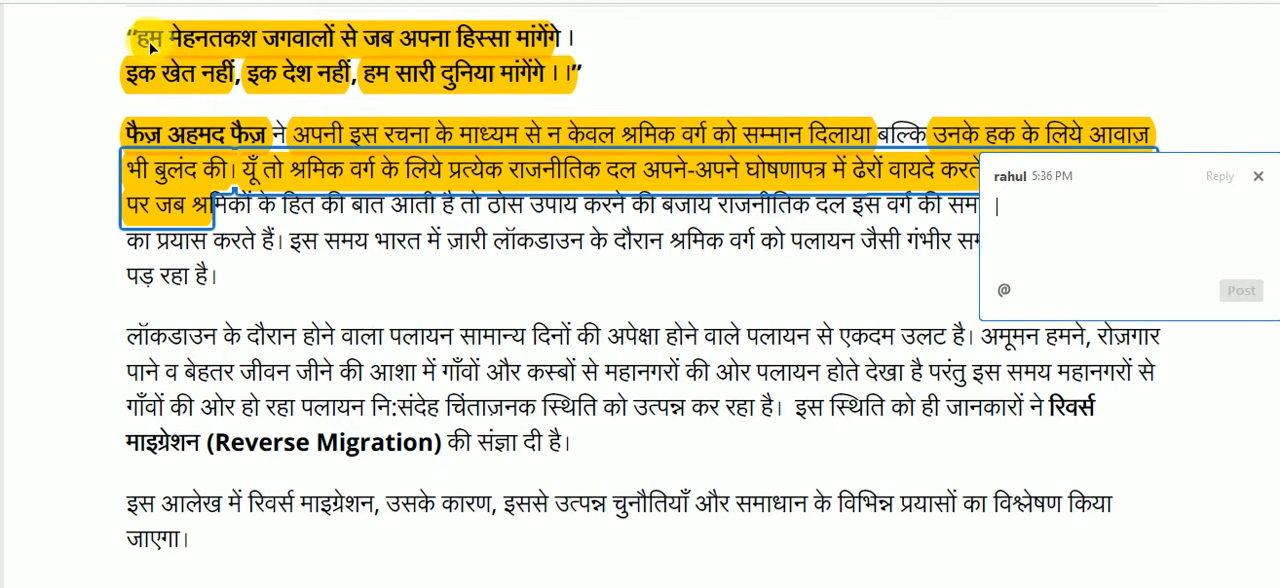 “हम मेहनतकश जगवालों से जब अपना हिस्सा मांगेंगे ।
इक खेत नहीं, इक देश नहीं, हम सारी दुनिया मांगेंगे ।।”
फैज़ अहमद फैज़ ने अपनी इस रचना के माध्यम से न केवल श्रमिक वर्ग को सम्मान दिलाया बल्कि उनके हक के लिये आवाज़
भी बुलंद की। यूँ तो श्रमिक वर्ग के लिये प्रत्येक राजनीतिक दल अपने-अपने घोषणापत्र में ढेरों वायदे करते
पर जब श्रमिकों के हित की बात आती है तो ठोस उपाय करने की बजाय राजनीतिक दल इस वर्ग की
का प्रयास करते हैं। इस समय भारत में ज़ारी लॉकडाउन के दौरान श्रमिक वर्ग को पलायन जैसी गंभीर
पड़ रहा है।
rahul 5:36 PM Reply ✕
@ Post
लॉकडाउन के दौरान होने वाला पलायन सामान्य दिनों की अपेक्षा होने वाले पलायन से एकदम उलट है। अमूमन हमने, रोज़गार
पाने व बेहतर जीवन जीने की आशा में गाँवों और कस्बों से महानगरों की ओर पलायन होते देखा है परंतु इस समय महानगरों से
गाँवों की ओर हो रहा पलायन नि:संदेह चिंताज़नक स्थिति को उत्पन्न कर रहा है। इस स्थिति को ही जानकारों ने रिवर्स
माइग्रेशन (Reverse Migration) की संज्ञा दी है।
इस आलेख में रिवर्स माइग्रेशन, उसके कारण, इससे उत्पन्न चुनौतियाँ और समाधान के विभिन्न प्रयासों का विश्लेषण किया
जाएगा।